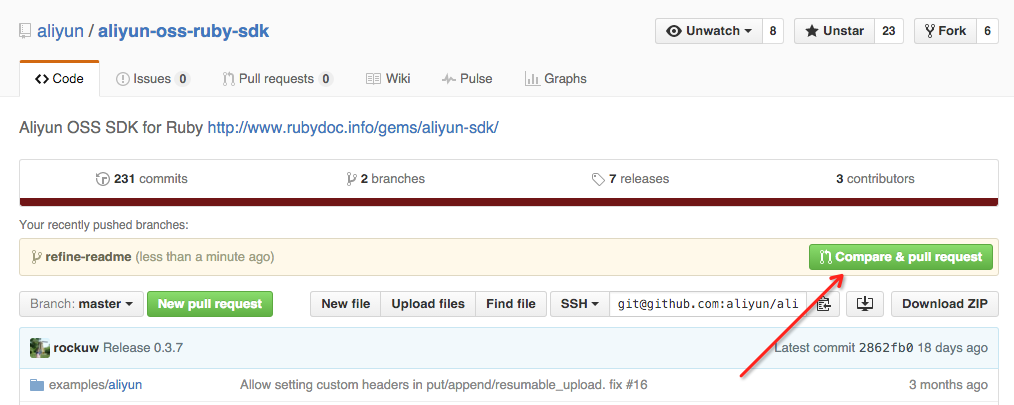 aliyun / aliyun-oss-ruby-sdk Unwatch 8 Unstar 23 Fork 6
Code Issues 0 Pull requests 0 Wiki Pulse Graphs
Aliyun OSS SDK for Ruby http://www.rubydoc.info/gems/aliyun-sdk/
231 commits 2 branches 7 releases 3 contributors
Your recently pushed branches:
refine-readme (less than a minute ago) Compare & pull request
Branch: master New pull request New file Upload files Find file SSH git@github.com:aliyun/ali Download ZIP
rockuw Release 0.3.7 Latest commit 2862fb0 18 days ago
examples/aliyun Allow setting custom headers in put/append/resumable_upload. fix #16 3 months ago